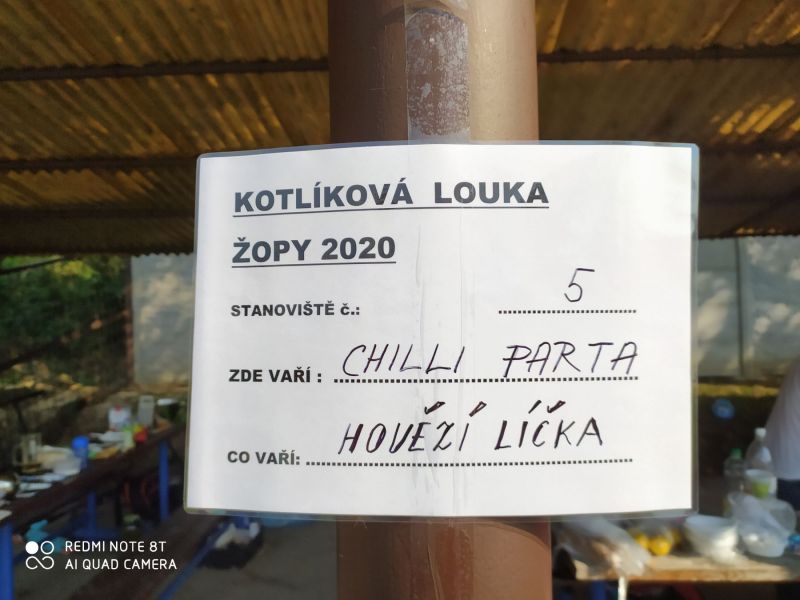 KOTLÍKOVÁ LOUKA
ŽOPY 2020
STANOVIŠTĚ č.: 5
ZDE VAŘÍ: CHILLI PARTA
CO VAŘÍ: HOVĚZÍ LÍČKA
REDMI NOTE 8T
AI QUAD CAMERA